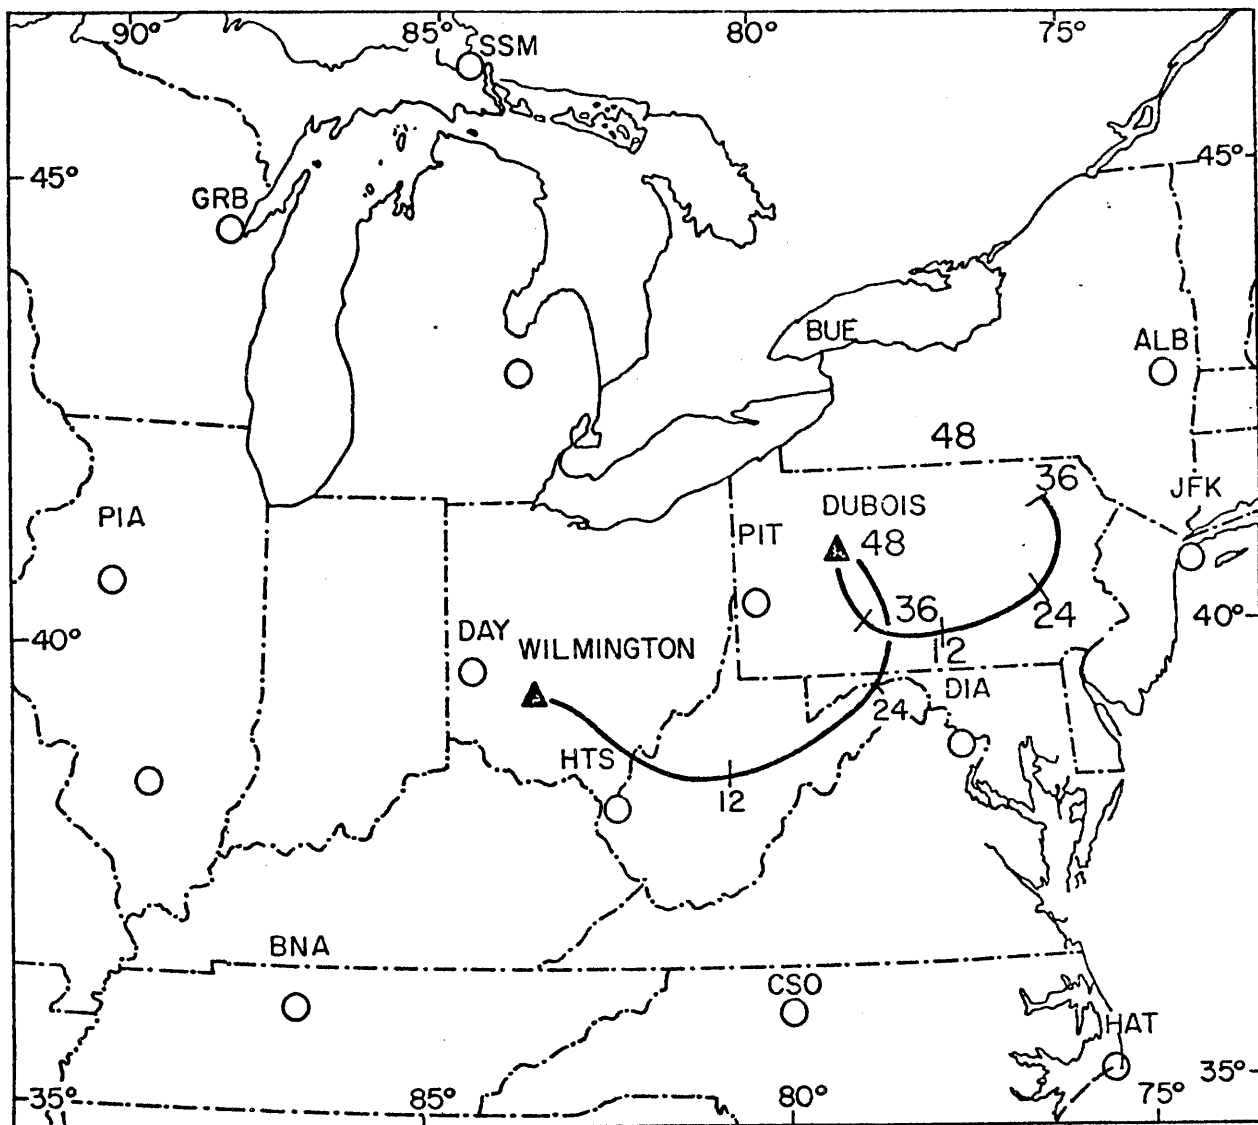 90°
85°
80°
75°
SSM
45°
45°
GRB
BUE
ALB
48
36
JFK
PIA
PIT
DUBOIS
48
36
24
40°
40°
DAY
WILMINGTON
12
DIA
24
HTS
12
BNA
CSO
HAT
35°
85°
80°
75°
35°